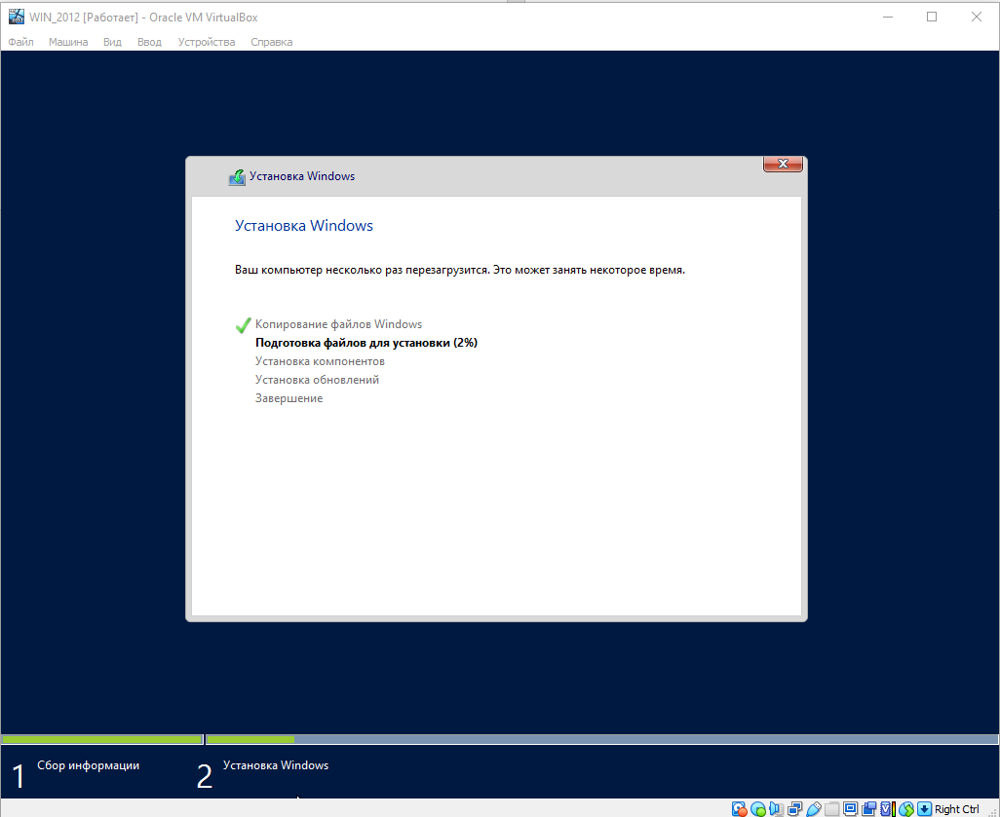 WIN_2012 [Работает] - Oracle VM VirtualBox
Файл Машина Вид Ввод Устройства Справка
Установка Windows
Установка Windows
Ваш компьютер несколько раз перезагрузится. Это может занять некоторое время.
Копирование файлов Windows
Подготовка файлов для установки (2%)
Установка компонентов
Установка обновлений
Завершение
1 Сбор информации 2 Установка Windows
Right Ctrl